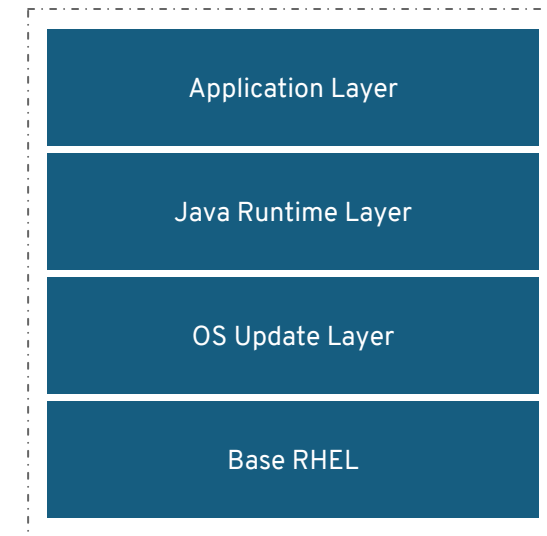 Application Layer
Java Runtime Layer
OS Update Layer
Base RHEL